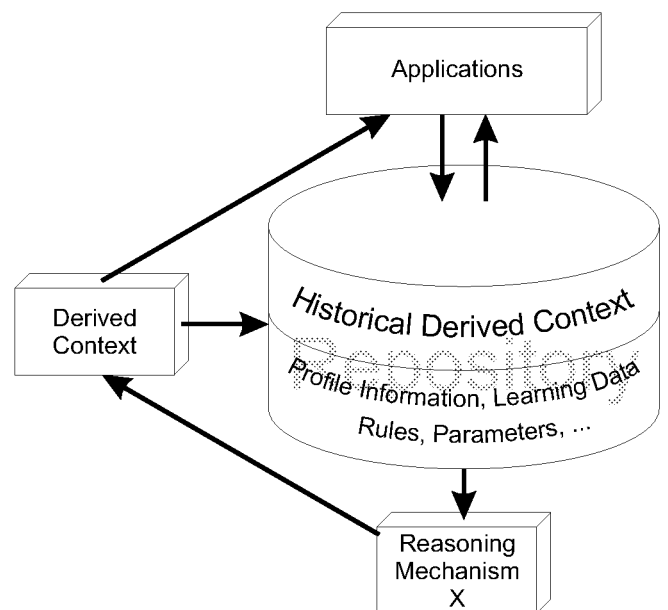 Applications
Historical Derived Context
Derived
Context
Repository
Profile Information, Learning Data
Rules, Parameters, ...
Reasoning
Mechanism
X